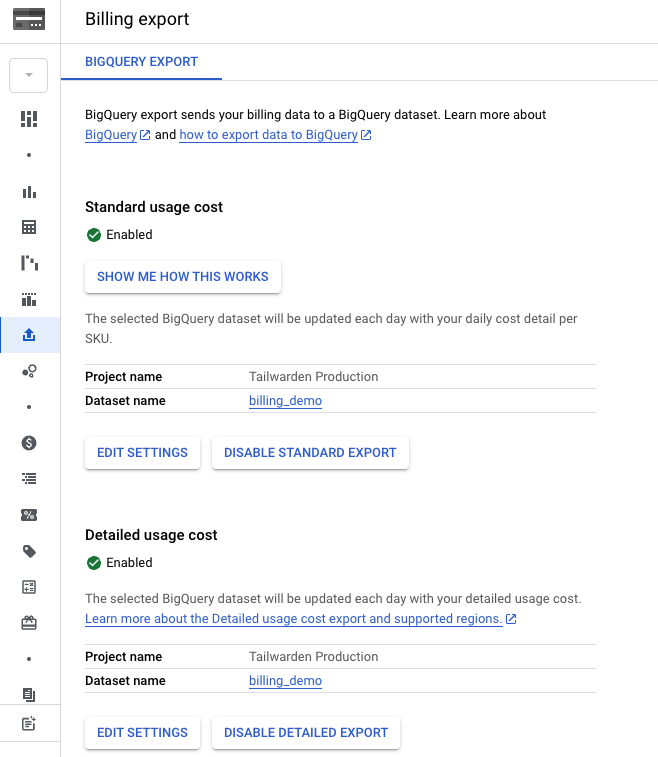 Billing export
BIGQUERY EXPORT
BigQuery export sends your billing data to a BigQuery dataset. Learn more about
BigQuery and how to export data to BigQuery
Standard usage cost
Enabled
SHOW ME HOW THIS WORKS
The selected BigQuery dataset will be updated each day with your daily cost detail per
SKU.
Project name Tailwarden Production
Dataset name billing_demo
EDIT SETTINGS DISABLE STANDARD EXPORT
Detailed usage cost
Enabled
The selected BigQuery dataset will be updated each day with your detailed usage cost.
Learn more about the Detailed usage cost export and supported regions.
Project name Tailwarden Production
Dataset name billing_demo
EDIT SETTINGS DISABLE DETAILED EXPORT